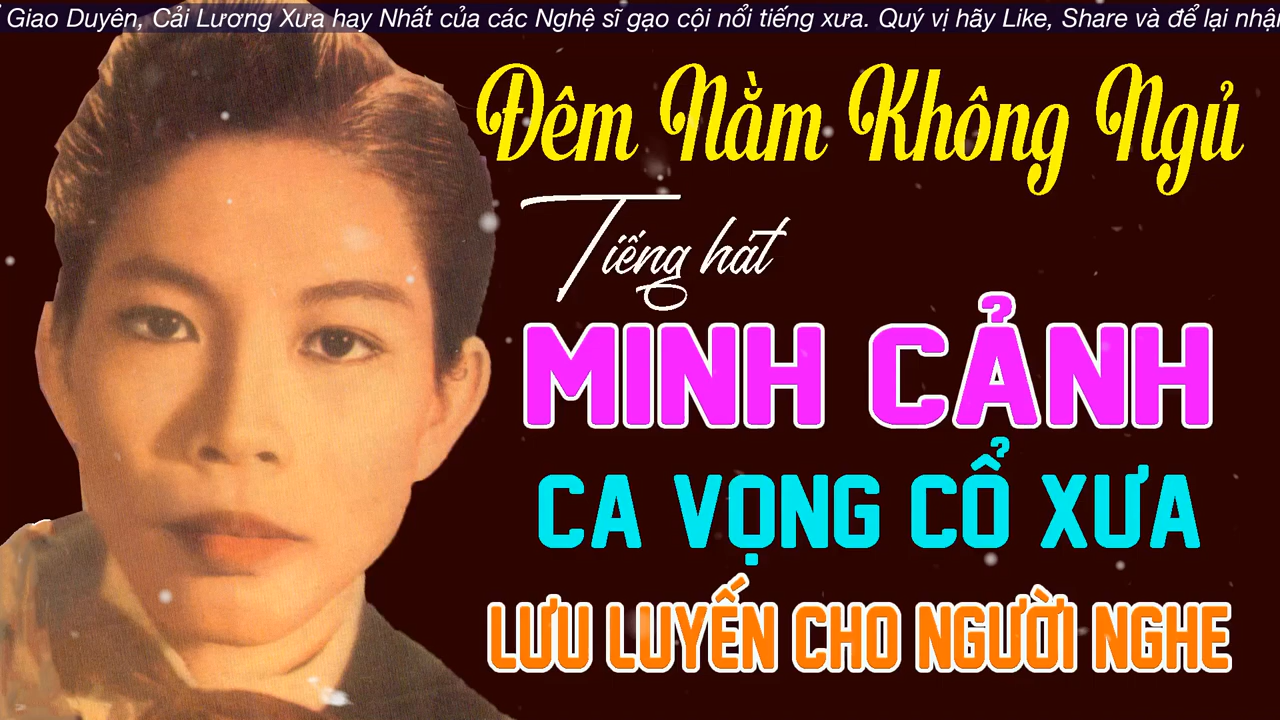 Giao Duyên, Cải Lương Xưa hay Nhất của các Nghệ sĩ gạo cội nổi tiếng xưa. Quý vị hãy Like, Share và để lại nhận
Đêm Nằm Không Ngủ
Tiếng hát
MINH CẢNH
CA VỌNG CỔ XƯA
LƯU LUYẾN CHO NGƯỜI NGHE